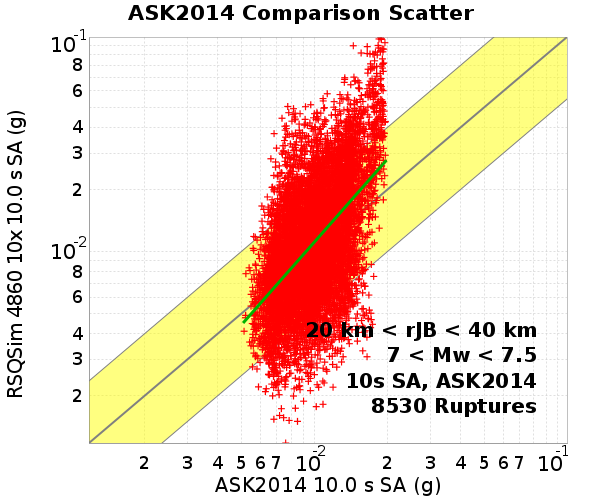 ASK2014 Comparison Scatter
RSQSim 4860 10x 10.0 s SA (g)
10-1
8
6
4
3
2
10-2
8
6
4
3
2
20 km < rJB < 40 km
7 < Mw < 7.5
10s SA, ASK2014
8530 Ruptures
2 3 4 5 6 7 10-2 2 3 4 5 6 7 10-1
ASK2014 10.0 s SA (g)